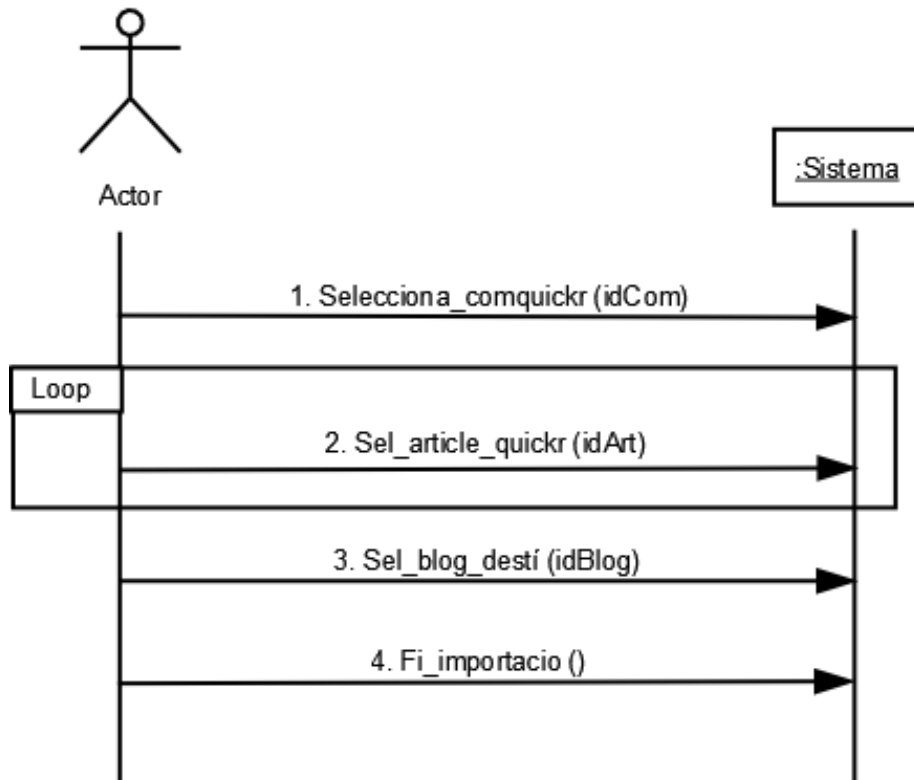 Actor
:Sistema
1. Selecciona_comquickr (idCom)
Loop
2. Sel_article_quickr (idArt)
3. Sel_blog_destí (idBlog)
4. Fi_importacio ()